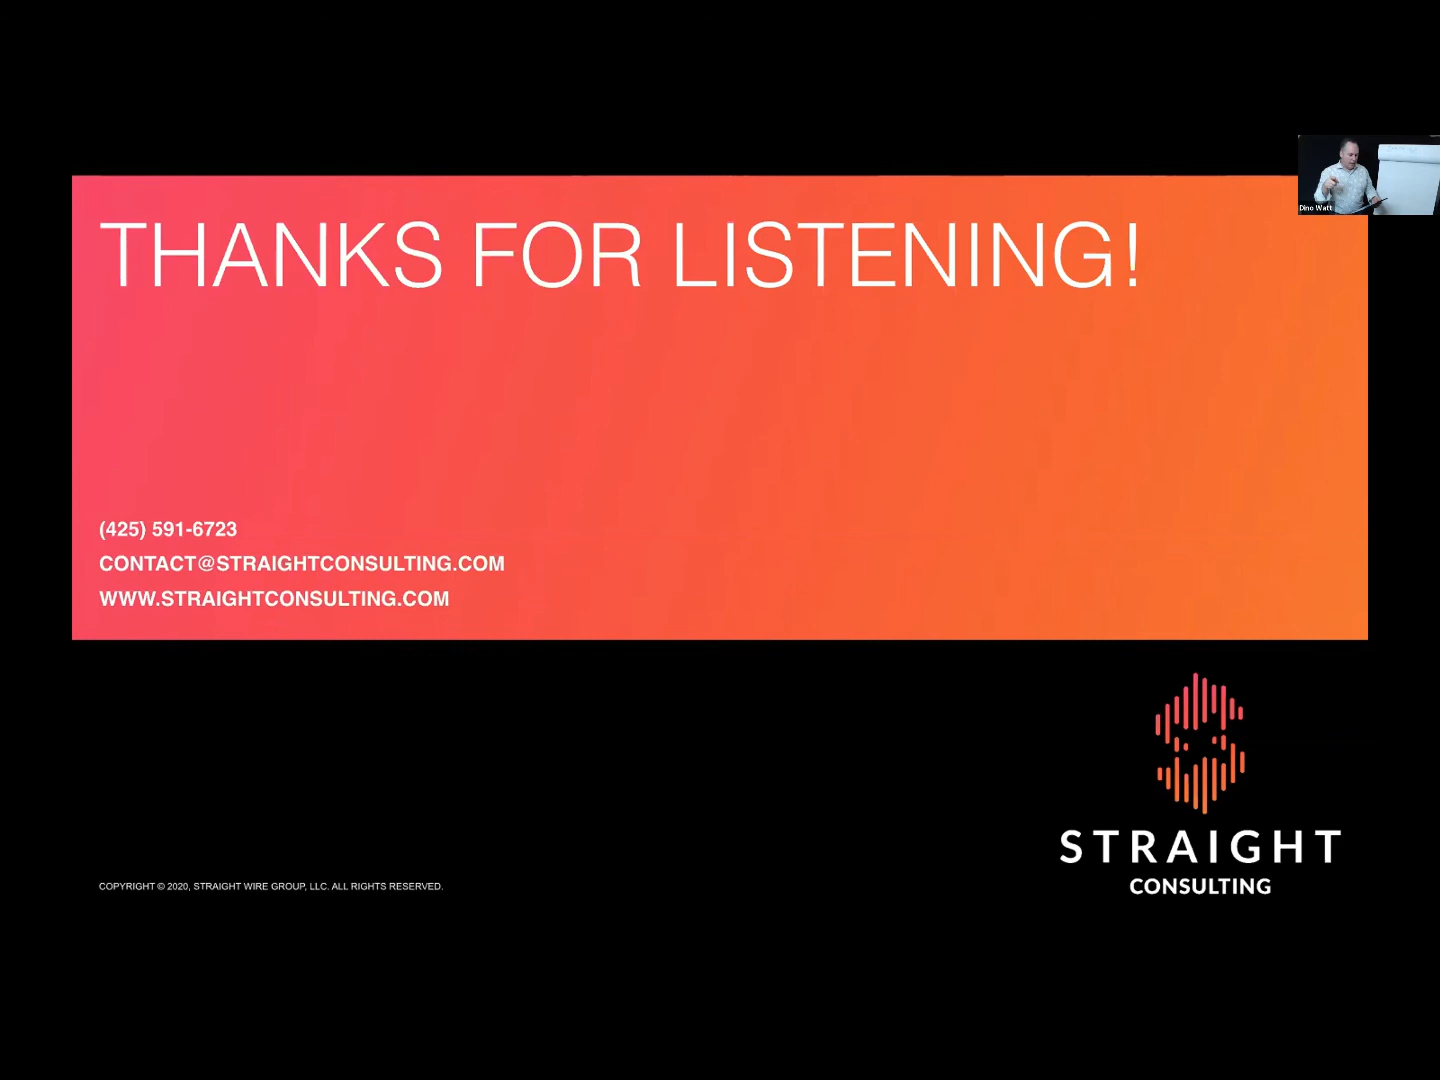 THANKS FOR LISTENING!
Dino Watt
(425) 591-6723
CONTACT@STRAIGHTCONSULTING.COM
WWW.STRAIGHTCONSULTING.COM
STRAIGHT
CONSULTING
COPYRIGHT © 2020, STRAIGHT WIRE GROUP, LLC. ALL RIGHTS RESERVED.